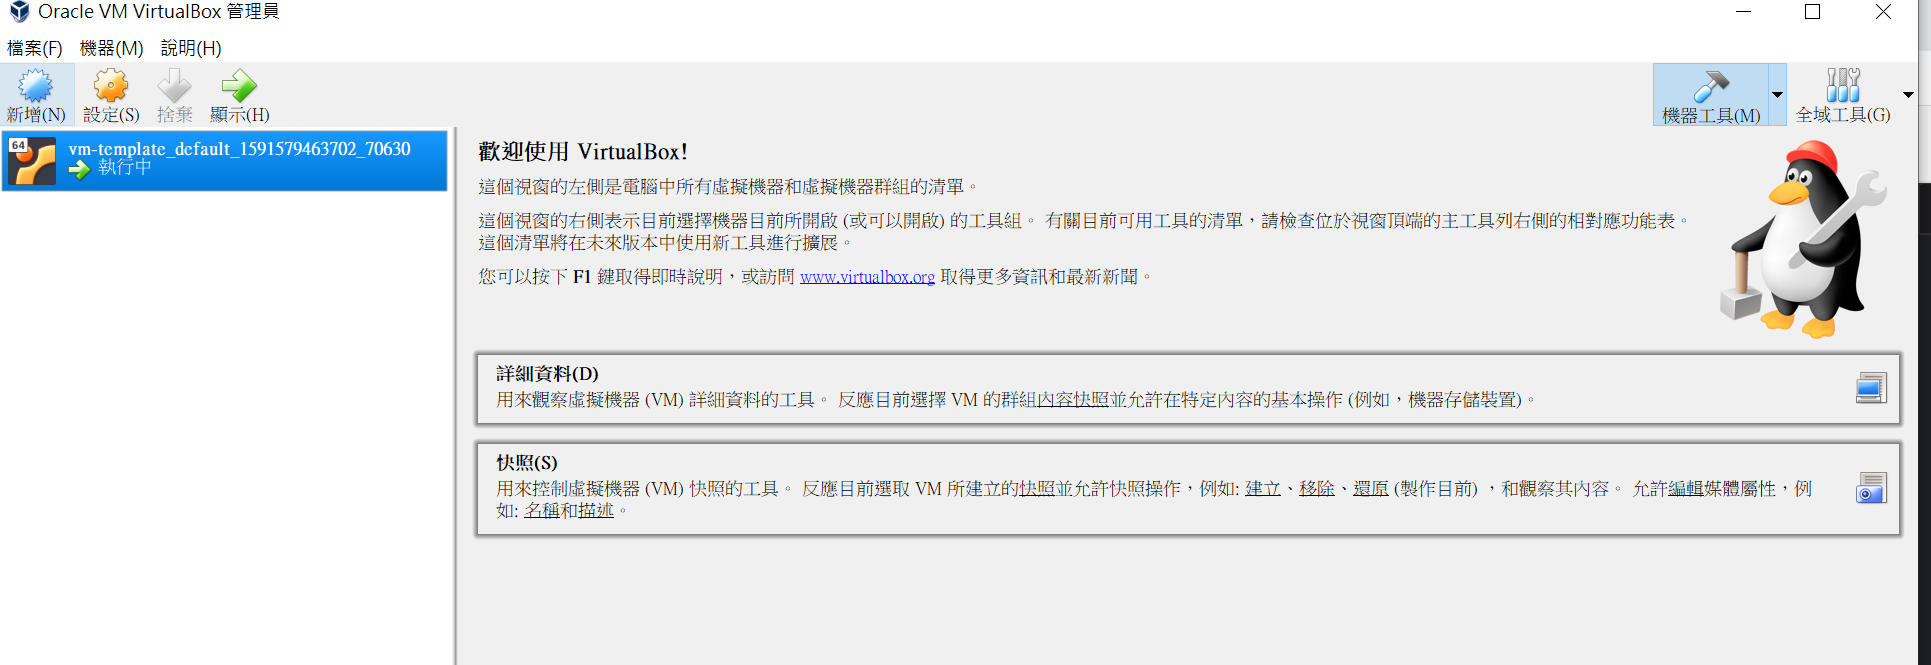 Oracle VM VirtualBox 管理員
檔案(F) 機器(M) 說明(H)
新增(N) 設定(S) 捨棄 顯示(H) 機器工具(M) 全域工具(G)
64
vm-template_default_1591579463702_70630
執行中
歡迎使用 VirtualBox!
這個視窗的左側是電腦中所有虛擬機器和虛擬機器群組的清單。
這個視窗的右側表示目前選擇機器目前所開啟 (或可以開啟) 的工具組。 有關目前可用工具的清單，請檢查位於視窗頂端的主工具列右側的相對應功能表。
這個清單將在未來版本中使用新工具進行擴展。
您可以按下 F1 鍵取得即時說明，或訪問 www.virtualbox.org 取得更多資訊和最新新聞。
詳細資料(D)
用來觀察虛擬機器 (VM) 詳細資料的工具。 反應目前選擇 VM 的群組內容快照並允許在特定內容的基本操作 (例如，機器存儲裝置)。
快照(S)
用來控制虛擬機器 (VM) 快照的工具。 反應目前選取 VM 所建立的快照並允許快照操作，例如: 建立、移除、還原 (製作目前) ，和觀察其內容。 允許編輯媒體屬性，例
如: 名稱和描述。